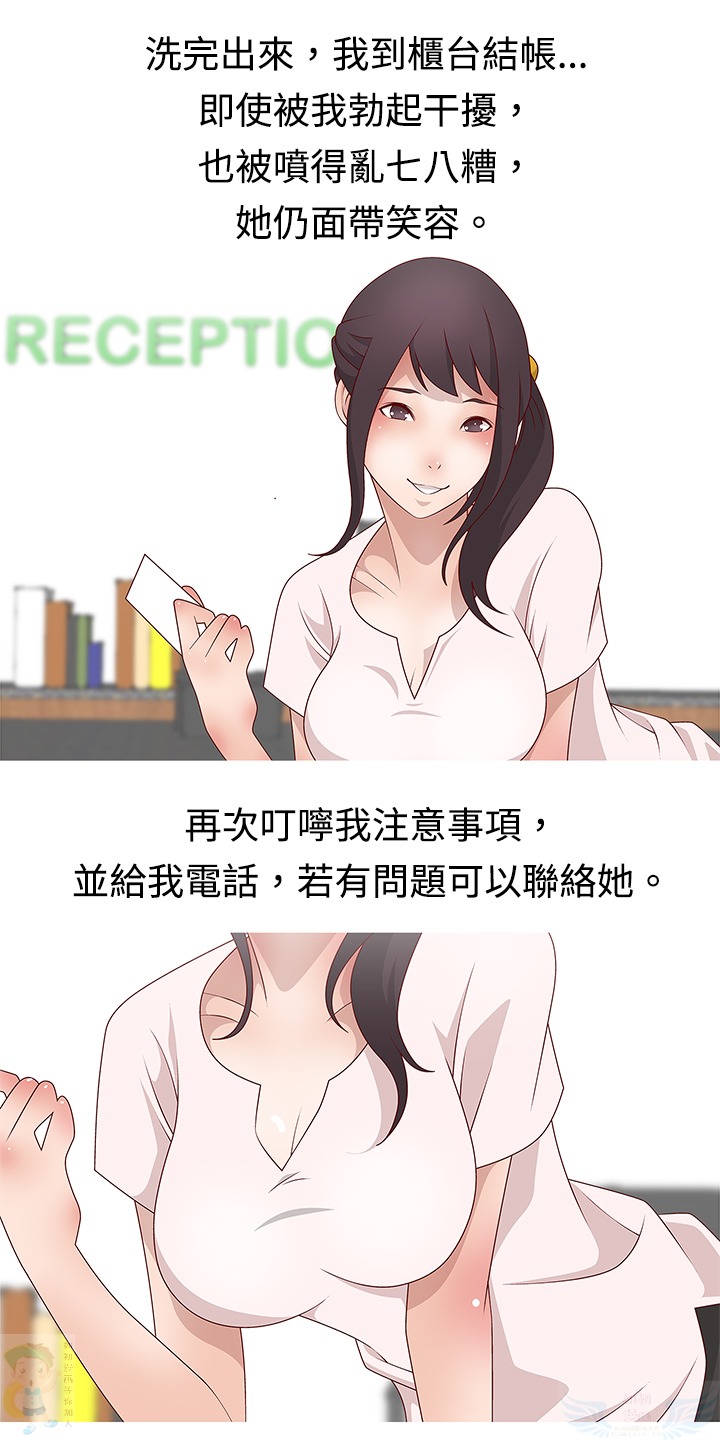 洗完出來，我到櫃台結帳...
即使被我勃起干擾，
也被噴得亂七八糟，
她仍面帶笑容。
RECEPTIO
再次叮嚀我注意事項，
並給我電話，若有問題可以聯絡她。